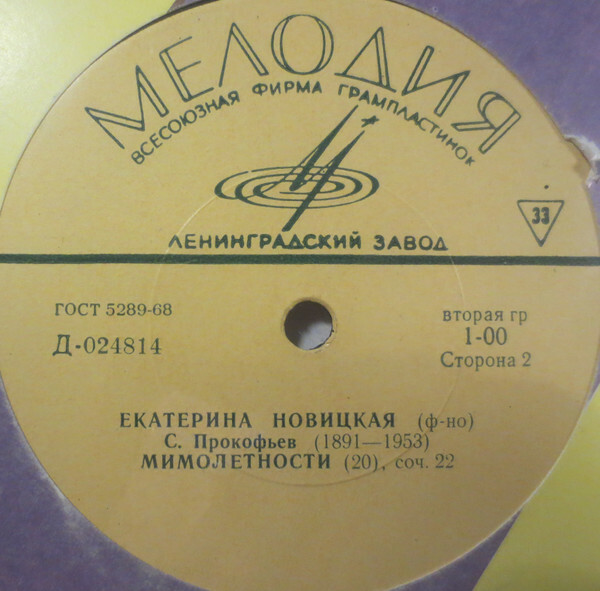 МЕЛОДИЯ
ВСЕСОЮЗНАЯ ФИРМА ГРАМПЛАСТИНОК
33
ЛЕНИНГРАДСКИЙ ЗАВОД
ГОСТ 5289-68
Д-024814
вторая гр
1-00
Сторона 2
ЕКАТЕРИНА НОВИЦКАЯ (ф-но)
С. Прокофьев (1891—1953)
МИМОЛЕТНОСТИ (20), соч. 22